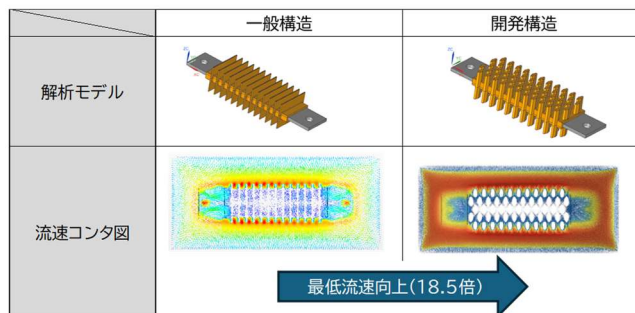 一般構造
開発構造
解析モデル
流速コンタ図
最低流速向上(18.5倍)